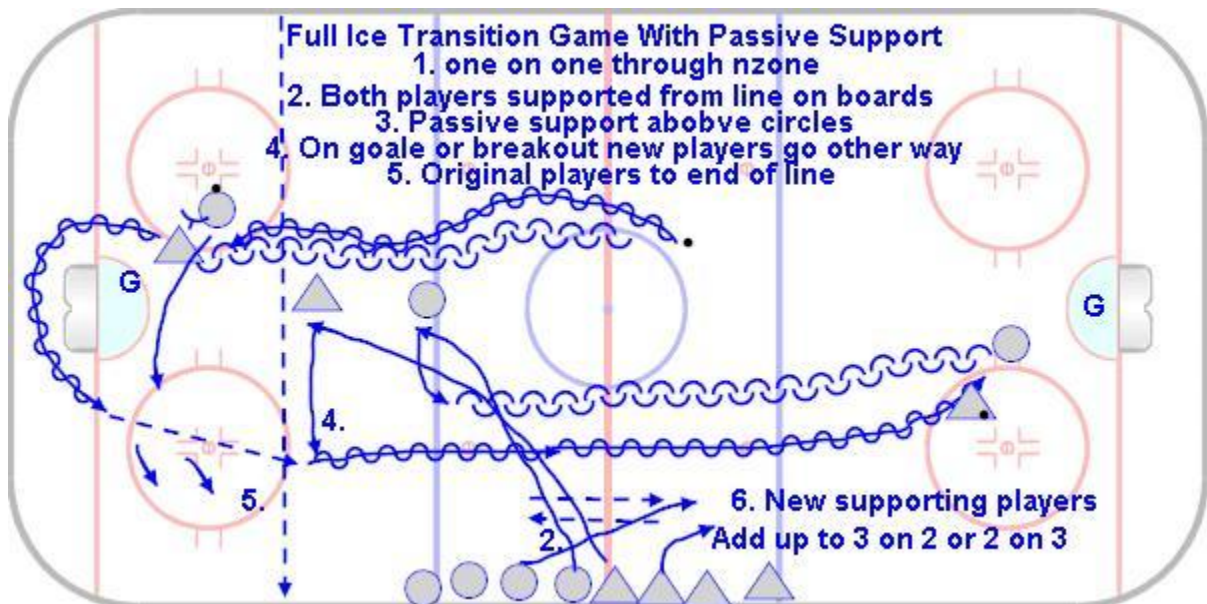 Full Ice Transition Game With Passive Support
1. one on one through nzone
2. Both players supported from line on boards
3. Passive support abobve circles
4. On goale or breakout new players go other way
5. Original players to end of line
G
G
4.
5.
6. New supporting players
2.
Add up to 3 on 2 or 2 on 3